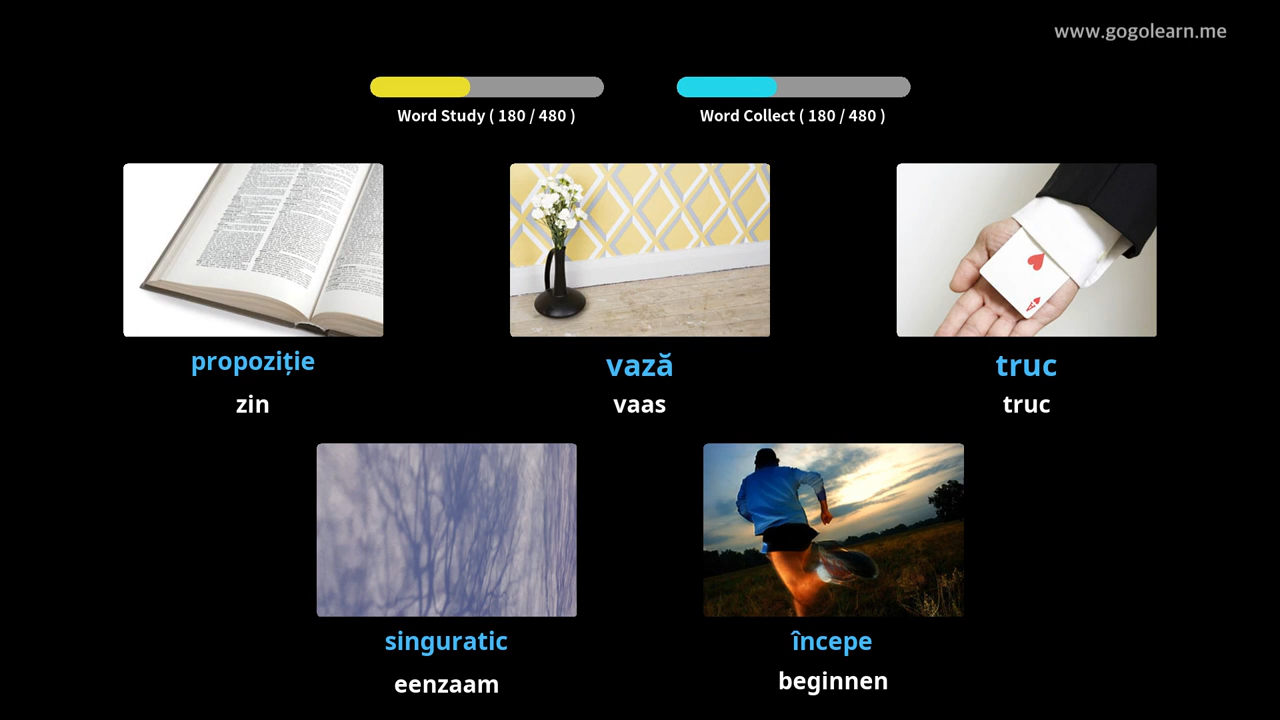 www.gogolearn.me
Word Study ( 180 / 480 )
Word Collect ( 180 / 480 )
propoziție
zin
vază
vaas
truc
truc
singuratic
eenzaam
începe
beginnen